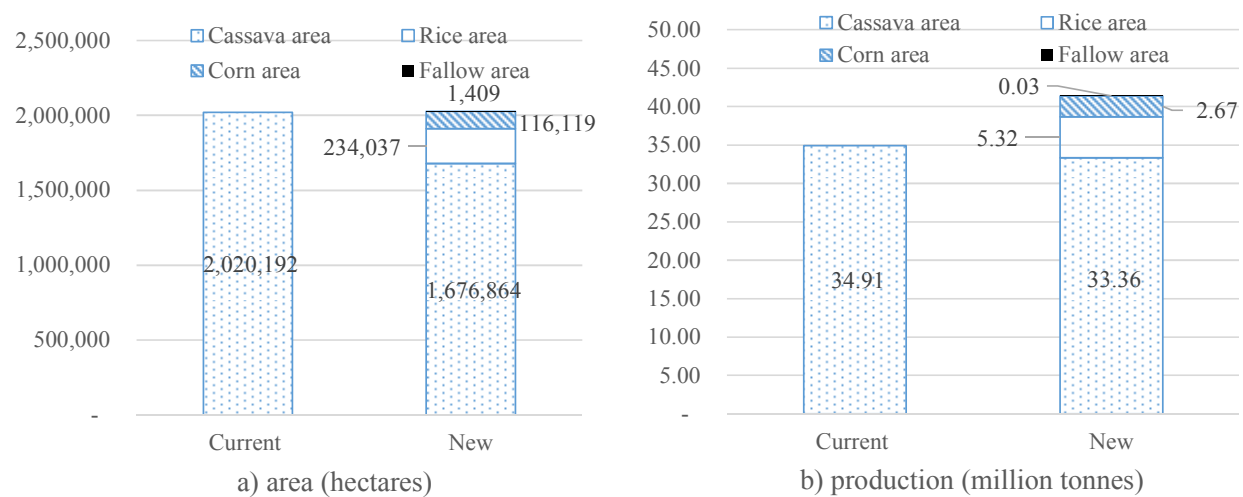 2,500,000
2,000,000
1,500,000
1,000,000
500,000
-
Cassava area
Rice area
Corn area
Fallow area
1,409
116,119
234,037
2,020,192
1,676,864
Current
New
a) area (hectares)
50.00
45.00
40.00
35.00
30.00
25.00
20.00
15.00
10.00
5.00
-
Cassava area
Rice area
Corn area
Fallow area
0.03
2.67
5.32
34.91
33.36
Current
New
b) production (million tonnes)